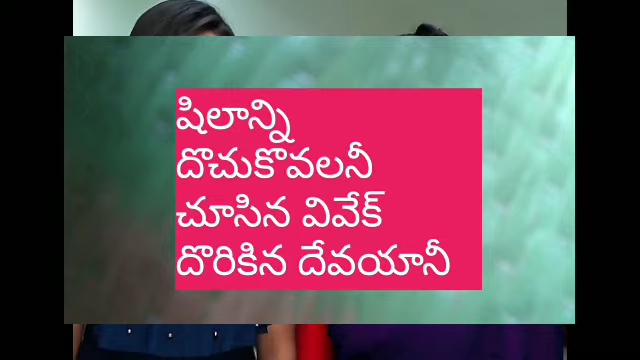 షిలాన్ని
దొచుకొవలనీ
చూసిన వివేక్
దొరికిన దేవయానీ